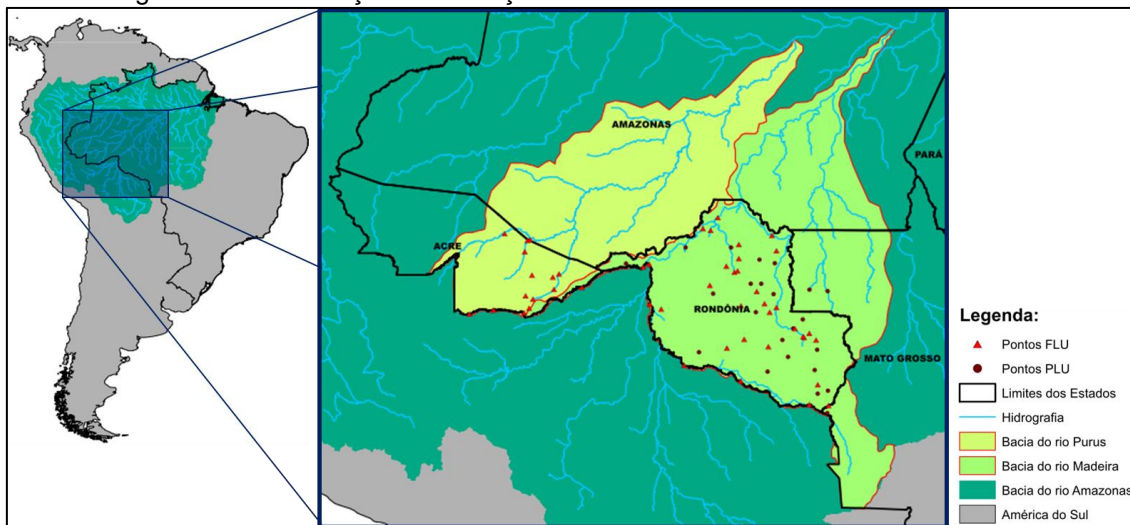 AMAZONAS
PARÁ
ACRE
RONDÔNIA
MATO GROSSO
Legenda:
Pontos FLU
Pontos PLU
Limites dos Estados
Hidrografia
Bacia do rio Purus
Bacia do rio Madeira
Bacia do rio Amazonas
América do Sul